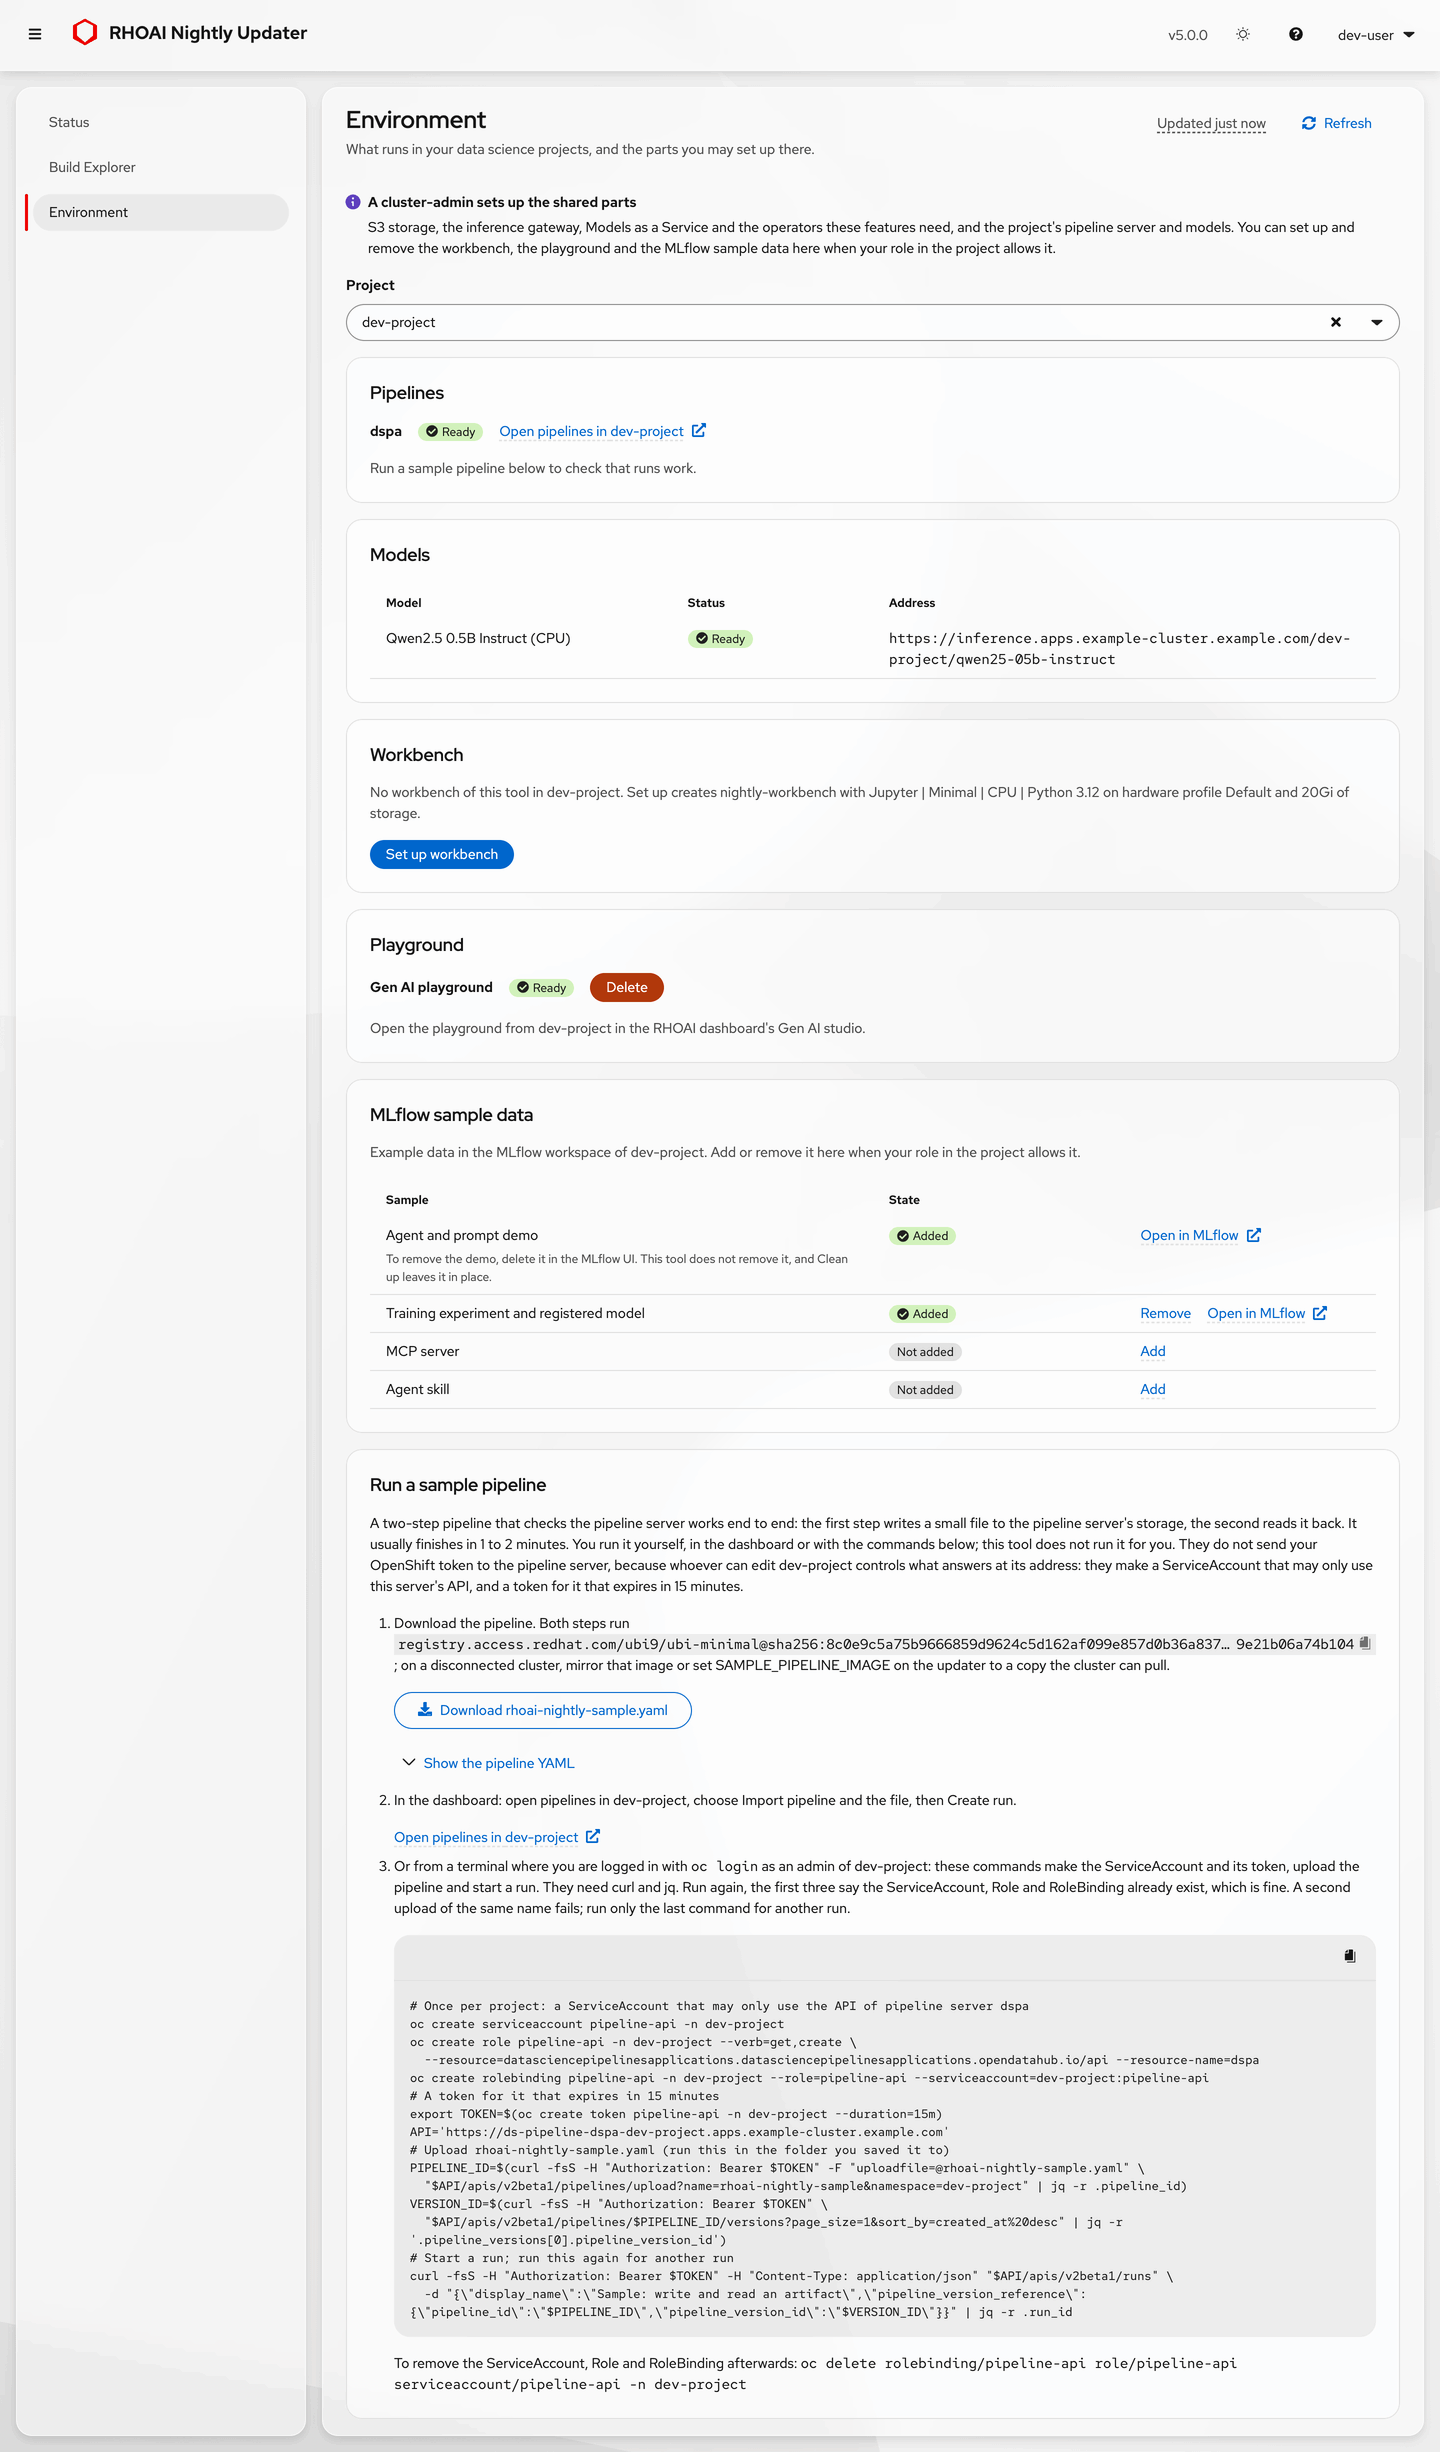 RHOAI Nightly Updater
v5.0.0
dev-user
Status
Build Explorer
Environment
Environment
Updated just now
Refresh
What runs in your data science projects, and the parts you may set up there.
A cluster-admin sets up the shared parts
S3 storage, the inference gateway, Models as a Service and the operators these features need, and the project's pipeline server and models. You can set up and
remove the workbench, the playground and the MLflow sample data here when your role in the project allows it.
Project
dev-project
Pipelines
dspa Ready Open pipelines in dev-project
Run a sample pipeline below to check that runs work.
Models
Model Status Address
Qwen2.5 0.5B Instruct (CPU) Ready https://inference.apps.example-cluster.example.com/dev-
project/qwen25-05b-instruct
Workbench
No workbench of this tool in dev-project. Set up creates nightly-workbench with Jupyter | Minimal | CPU | Python 3.12 on hardware profile Default and 20Gi of
storage.
Set up workbench
Playground
Gen AI playground Ready Delete
Open the playground from dev-project in the RHOAI dashboard's Gen AI studio.
MLflow sample data
Example data in the MLflow workspace of dev-project. Add or remove it here when your role in the project allows it.
Sample State
Agent and prompt demo Added Open in MLflow
To remove the demo, delete it in the MLflow UI. This tool does not remove it, and Clean
up leaves it in place.
Training experiment and registered model Added Remove Open in MLflow
MCP server Not added Add
Agent skill Not added Add
Run a sample pipeline
A two-step pipeline that checks the pipeline server works end to end: the first step writes a small file to the pipeline server's storage, the second reads it back. It
usually finishes in 1 to 2 minutes. You run it yourself, in the dashboard or with the commands below; this tool does not run it for you. They do not send your
OpenShift token to the pipeline server, because whoever can edit dev-project controls what answers at its address: they make a ServiceAccount that may only use
this server's API, and a token for it that expires in 15 minutes.
1. Download the pipeline. Both steps run
registry.access.redhat.com/ubi9/ubi-minimal@sha256:8c0e9c5a75b9666859d9624c5d162af099e857d0b36a837… 9e21b06a74b104
; on a disconnected cluster, mirror that image or set SAMPLE_PIPELINE_IMAGE on the updater to a copy the cluster can pull.
Download rhoai-nightly-sample.yaml
Show the pipeline YAML
2. In the dashboard: open pipelines in dev-project, choose Import pipeline and the file, then Create run.
Open pipelines in dev-project
3. Or from a terminal where you are logged in with oc login as an admin of dev-project: these commands make the ServiceAccount and its token, upload the
pipeline and start a run. They need curl and jq. Run again, the first three say the ServiceAccount, Role and RoleBinding already exist, which is fine. A second
upload of the same name fails; run only the last command for another run.
# Once per project: a ServiceAccount that may only use the API of pipeline server dspa
oc create serviceaccount pipeline-api -n dev-project
oc create role pipeline-api -n dev-project --verb=get,create \
--resource=datasciencepipelinesapplications.datasciencepipelinesapplications.opendatahub.io/api --resource-name=dspa
oc create rolebinding pipeline-api -n dev-project --role=pipeline-api --serviceaccount=dev-project:pipeline-api
# A token for it that expires in 15 minutes
export TOKEN=$(oc create token pipeline-api -n dev-project --duration=15m)
API='https://ds-pipeline-dspa-dev-project.apps.example-cluster.example.com'
# Upload rhoai-nightly-sample.yaml (run this in the folder you saved it to)
PIPELINE_ID=$(curl -fsS -H "Authorization: Bearer $TOKEN" -F "uploadfile=@rhoai-nightly-sample.yaml" \
"$API/apis/v2beta1/pipelines/upload?name=rhoai-nightly-sample&namespace=dev-project" | jq -r .pipeline_id)
VERSION_ID=$(curl -fsS -H "Authorization: Bearer $TOKEN" \
"$API/apis/v2beta1/pipelines/$PIPELINE_ID/versions?page_size=1&sort_by=created_at%20desc" | jq -r
'.pipeline_versions[0].pipeline_version_id')
# Start a run; run this again for another run
curl -fsS -H "Authorization: Bearer $TOKEN" -H "Content-Type: application/json" "$API/apis/v2beta1/runs" \
-d "{\"display_name\":\"Sample: write and read an artifact\",\"pipeline_version_reference\":
{\"pipeline_id\":\"$PIPELINE_ID\",\"pipeline_version_id\":\"$VERSION_ID\"}}" | jq -r .run_id
To remove the ServiceAccount, Role and RoleBinding afterwards: oc delete rolebinding/pipeline-api role/pipeline-api
serviceaccount/pipeline-api -n dev-project